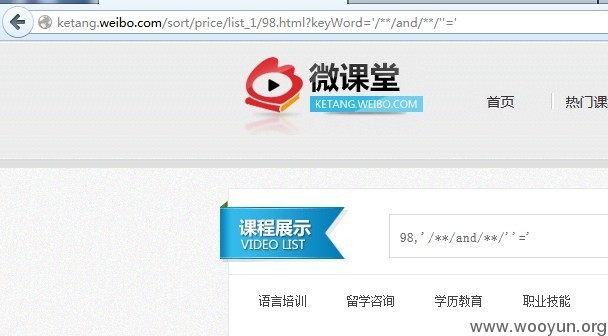 ketang.weibo.com/sort/price/list_1/98.html?keyWord='/**/and/**/''='
微课堂
KETANG.WEIBO.COM
首页 热门课
课程展示
VIDEO LIST
98,'/**/and/**/''='
语言培训 留学咨询 学历教育 职业技能
www.wooyun.org